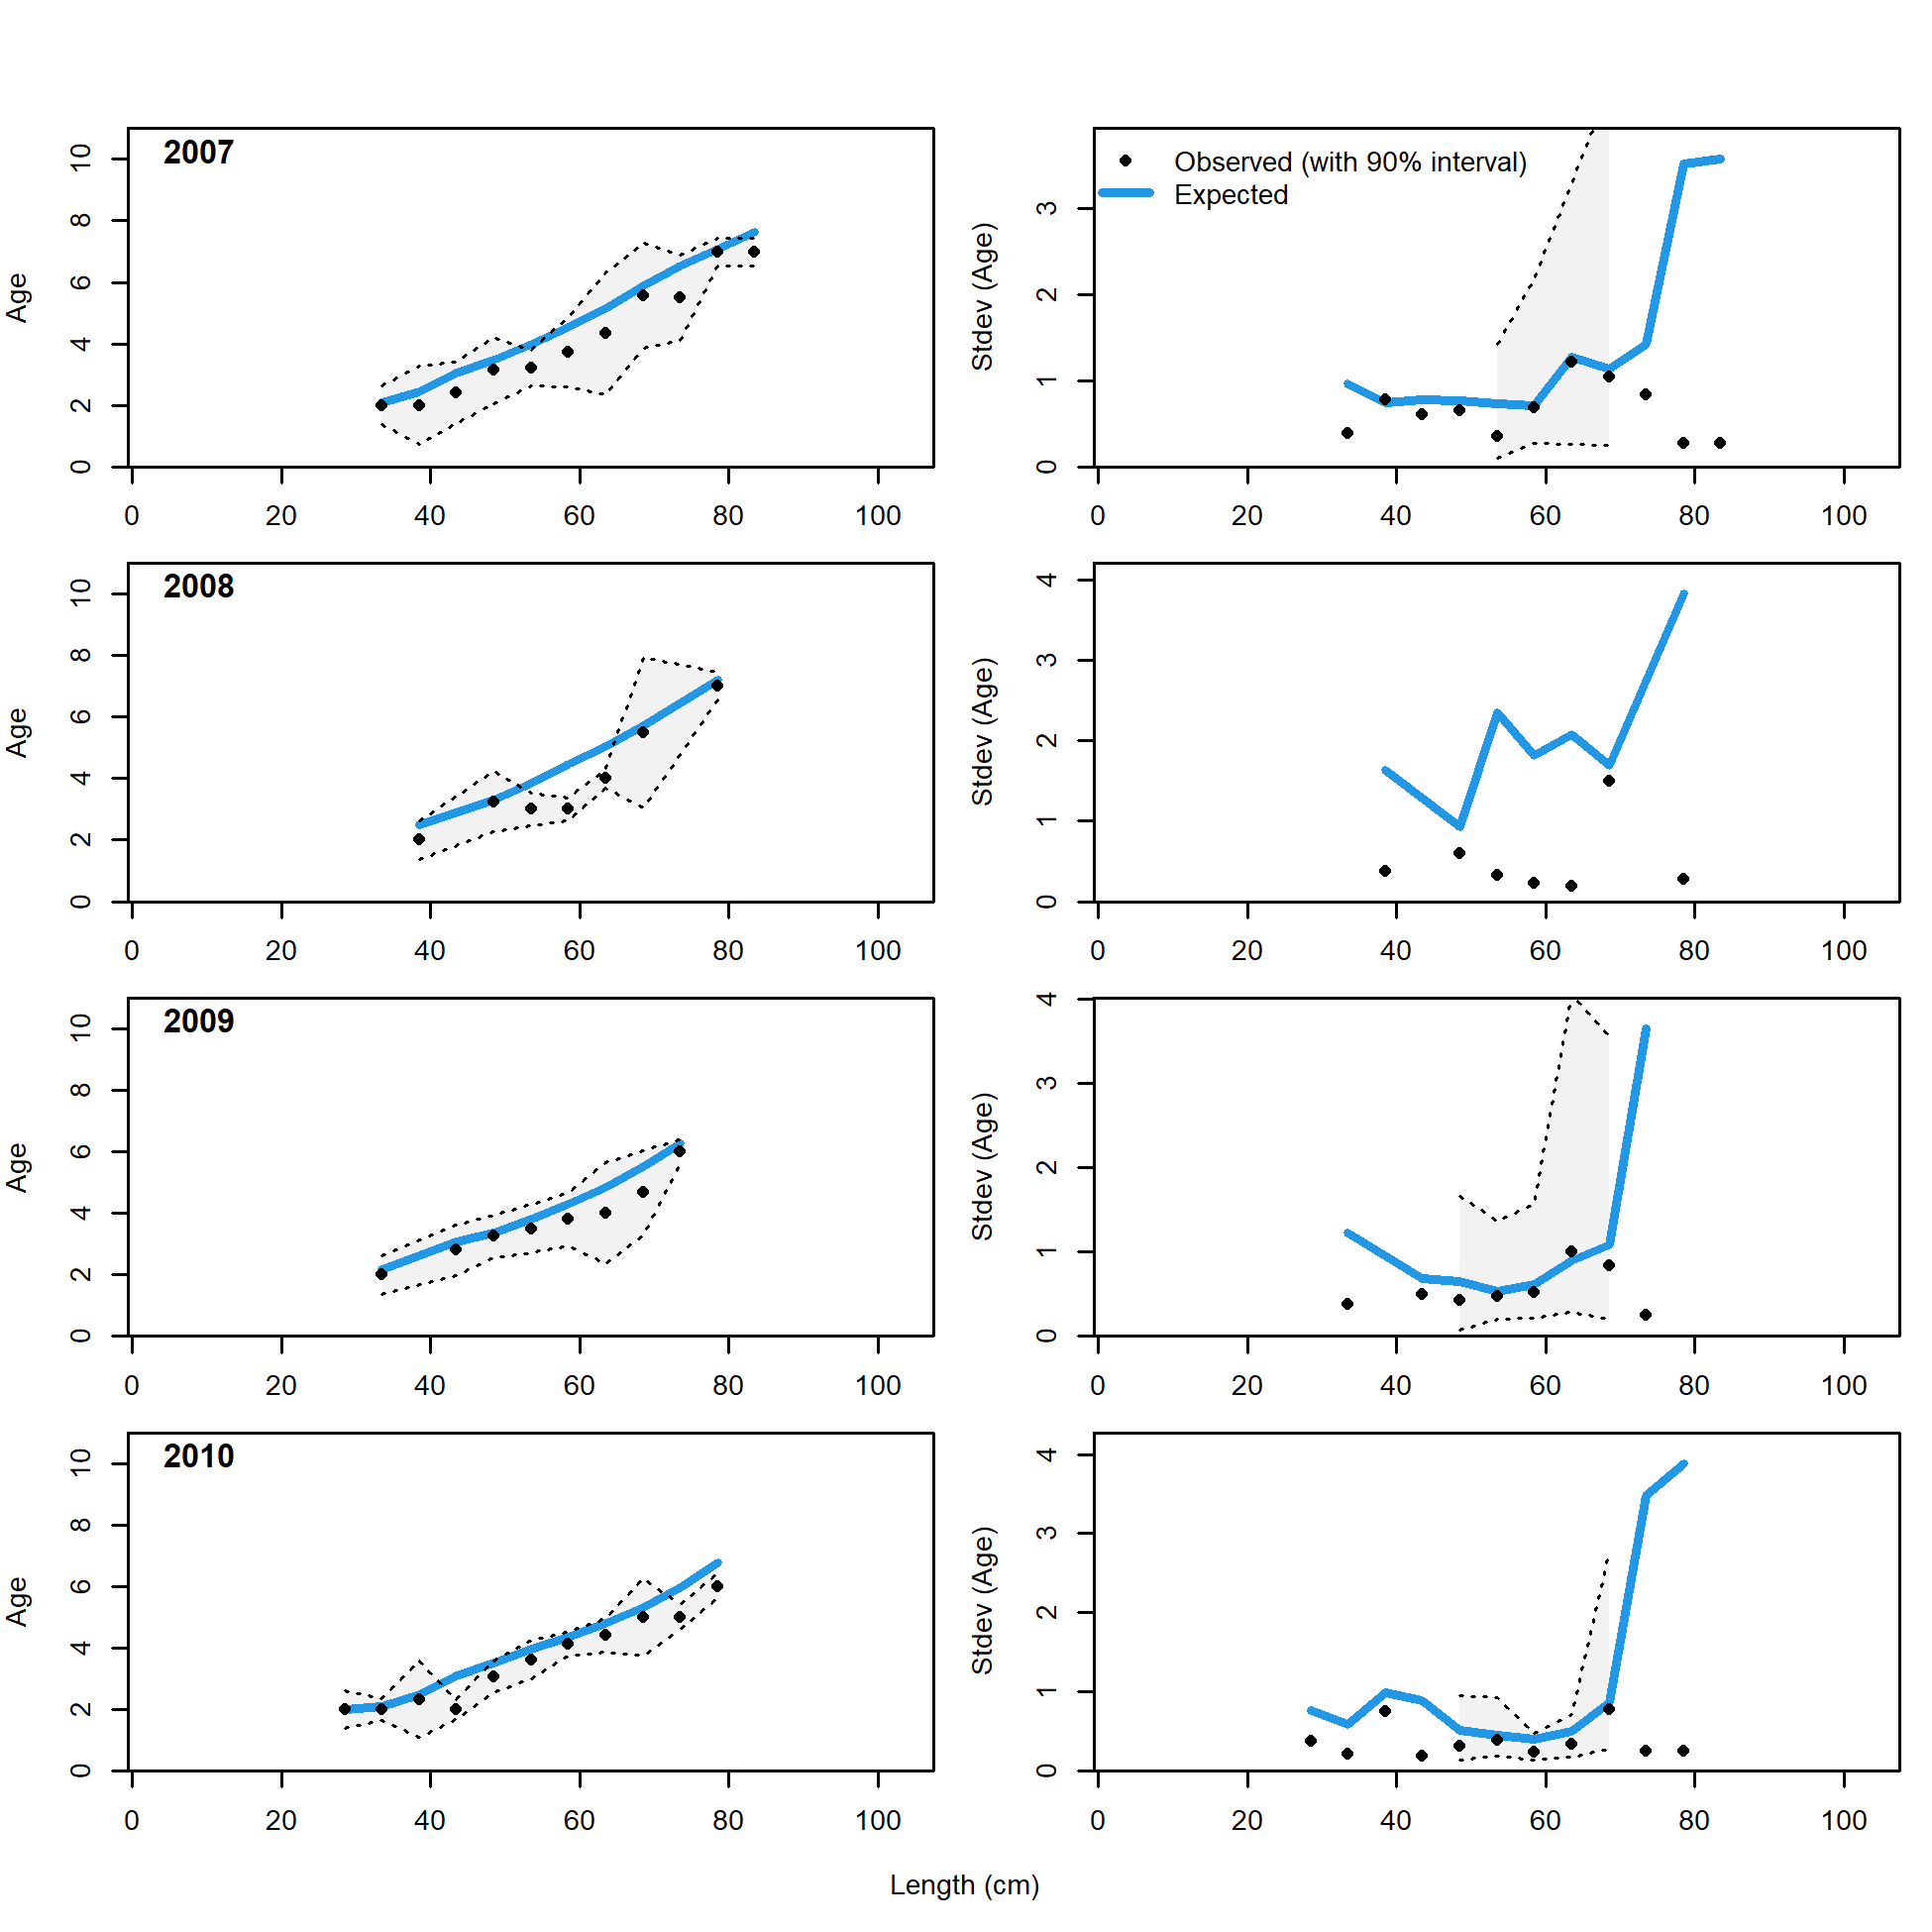 2007
Age
0 2 4 6 8 10
0 20 40 60 80 100
Observed (with 90% interval)
Expected
Stdev (Age)
0 1 2 3
0 20 40 60 80 100
2008
Age
0 2 4 6 8 10
0 20 40 60 80 100
Stdev (Age)
0 1 2 3 4
0 20 40 60 80 100
2009
Age
0 2 4 6 8 10
0 20 40 60 80 100
Stdev (Age)
0 1 2 3 4
0 20 40 60 80 100
2010
Age
0 2 4 6 8 10
0 20 40 60 80 100
Stdev (Age)
0 1 2 3 4
0 20 40 60 80 100
Length (cm)